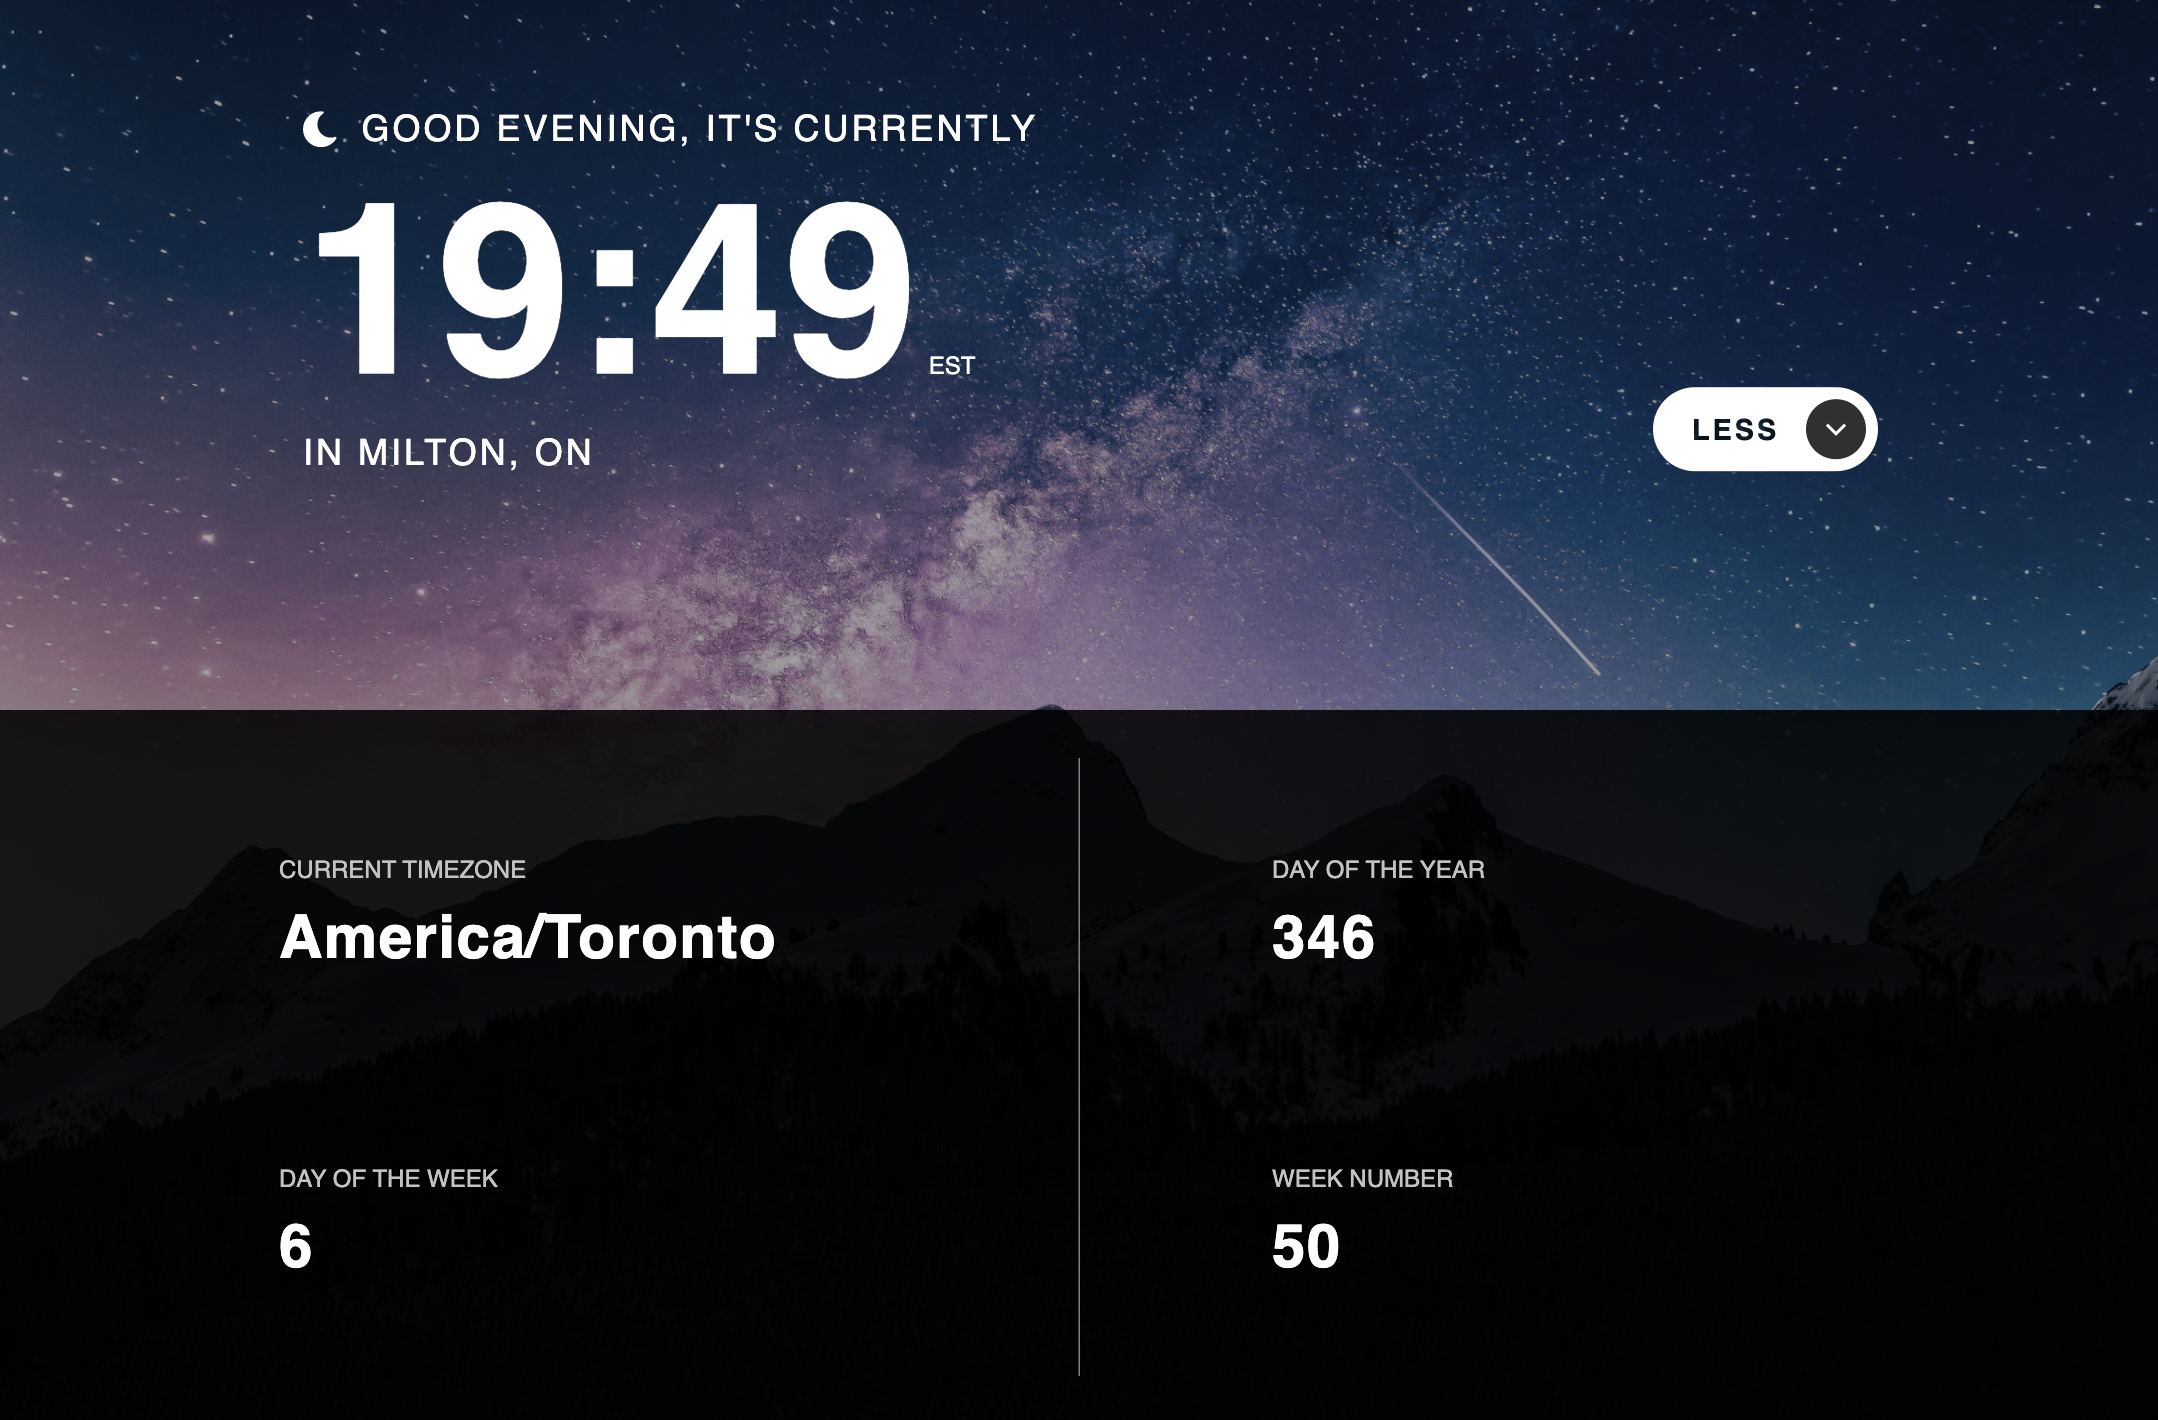 GOOD EVENING, IT'S CURRENTLY
19:49 EST
IN MILTON, ON
LESS
CURRENT TIMEZONE
America/Toronto
DAY OF THE YEAR
346
DAY OF THE WEEK
6
WEEK NUMBER
50